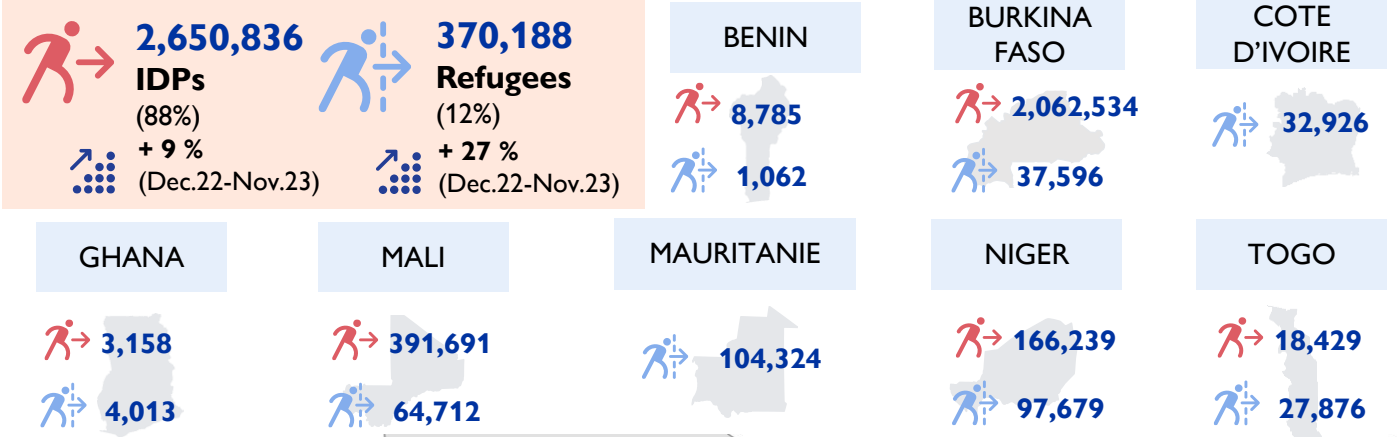 2,650,836
IDPs
(88%)
+ 9 %
(Dec.22-Nov.23)
370,188
Refugees
(12%)
+ 27 %
(Dec.22-Nov.23)
BENIN
8,785
1,062
BURKINA
FASO
2,062,534
37,596
COTE
D'IVOIRE
32,926
GHANA
3,158
4,013
MALI
391,691
64,712
MAURITANIE
104,324
NIGER
166,239
97,679
TOGO
18,429
27,876